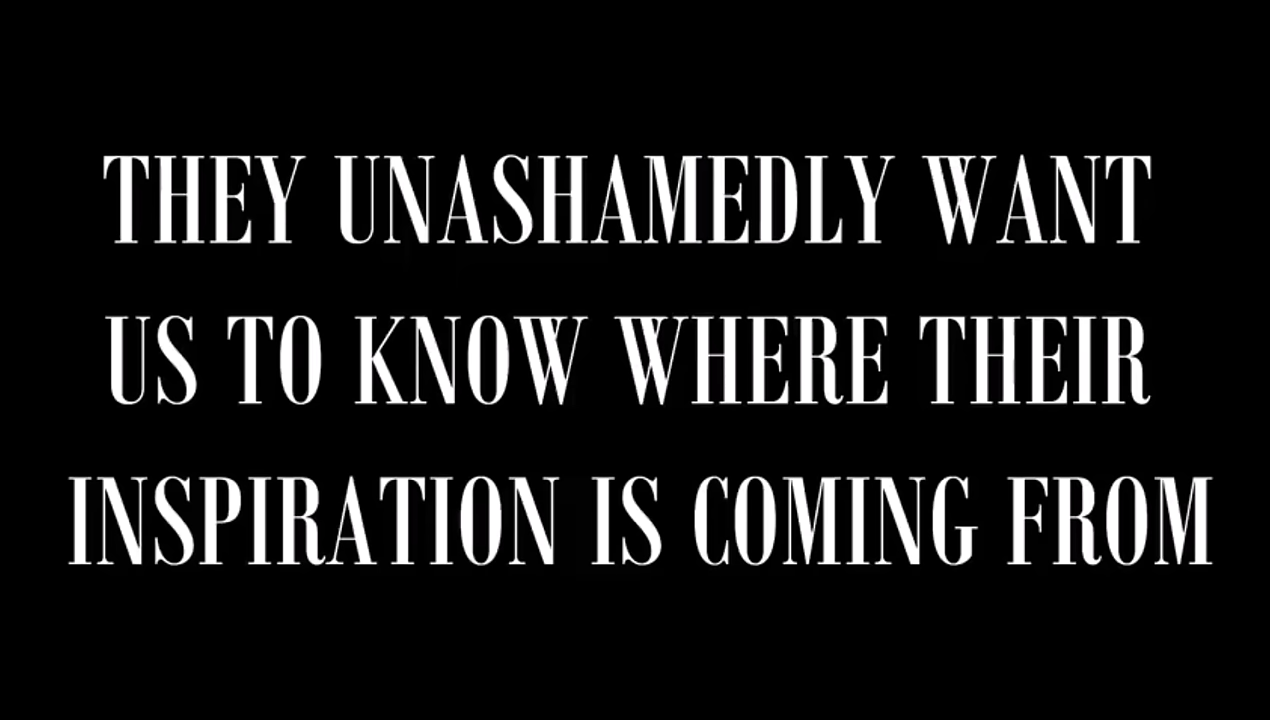 THEY UNASHAMEDLY WANT
US TO KNOW WHERE THEIR
INSPIRATION IS COMING FROM